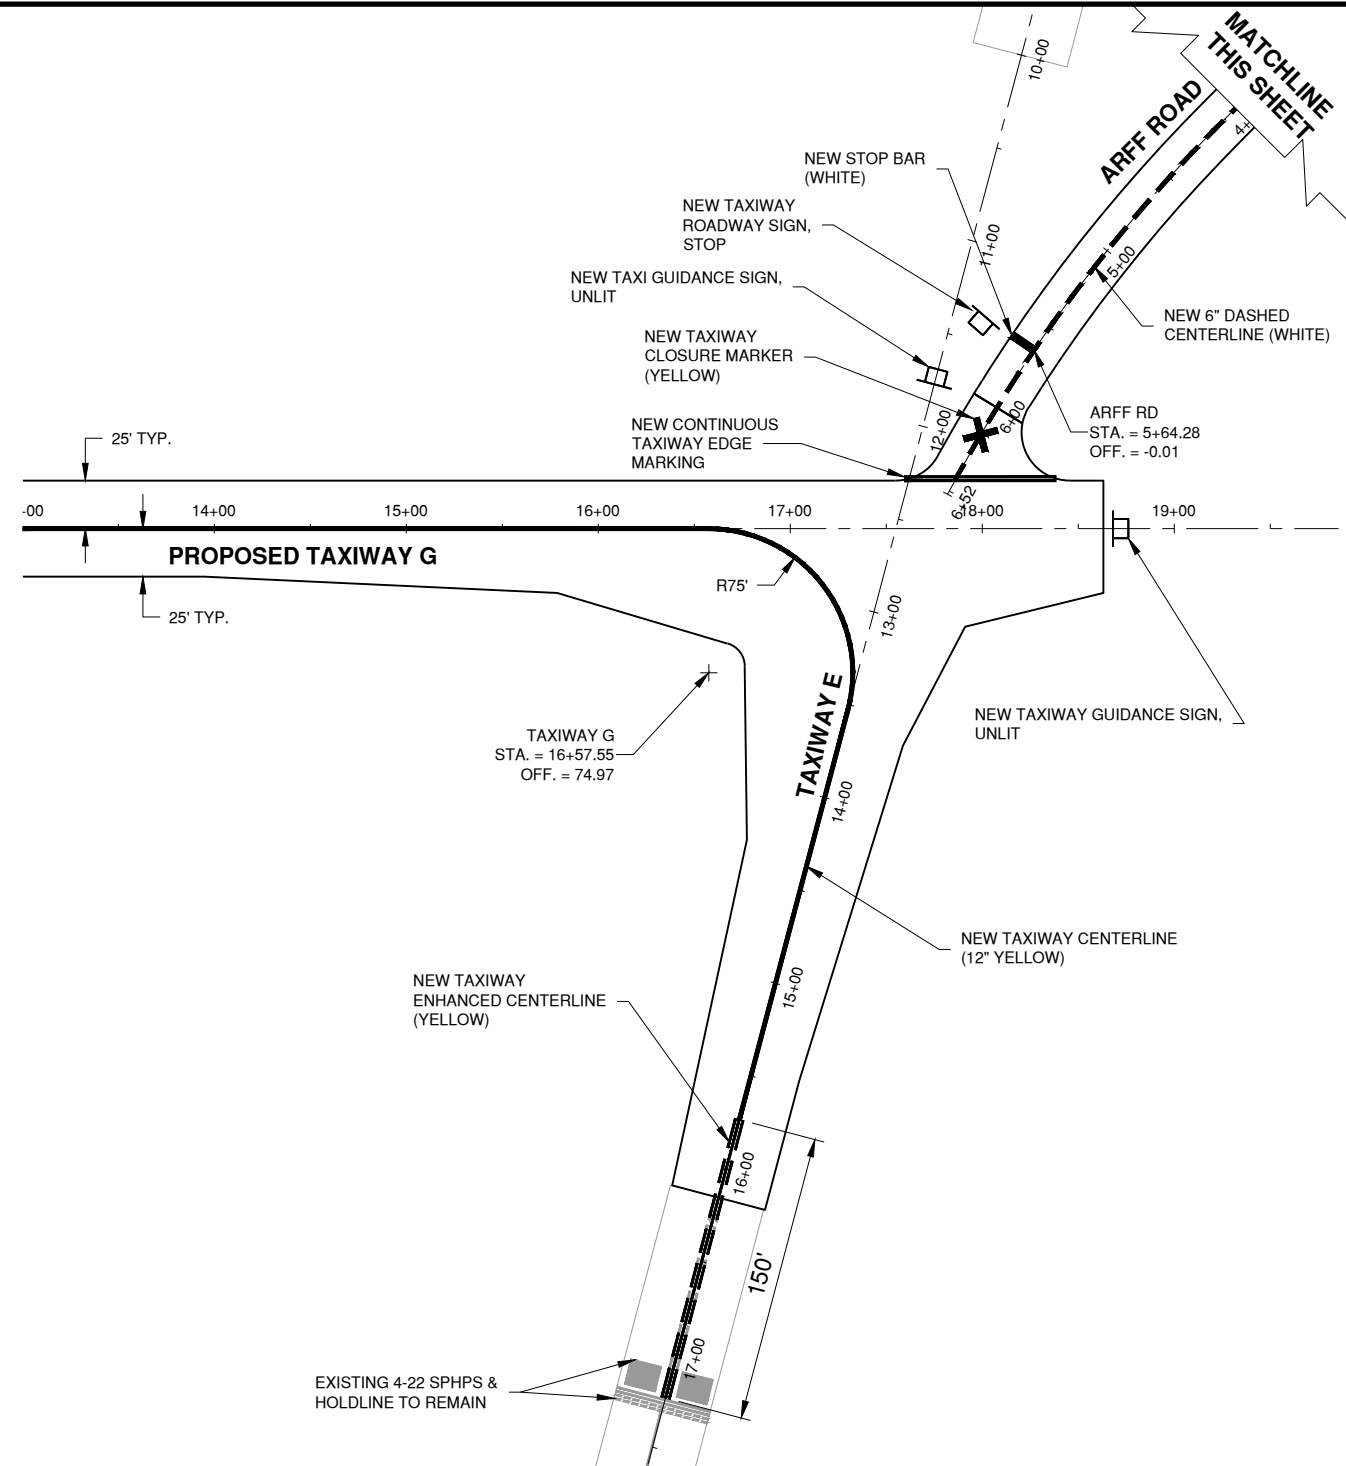 MATCHLINE
THIS SHEET
10+00
ARFF ROAD
4+
NEW STOP BAR
(WHITE)
NEW TAXIWAY
ROADWAY SIGN,
STOP
11+00
5+00
NEW TAXI GUIDANCE SIGN,
UNLIT
NEW 6" DASHED
CENTERLINE (WHITE)
NEW TAXIWAY
CLOSURE MARKER
(YELLOW)
ARFF RD
STA. = 5+64.28
OFF. = -0.01
12+00
6+00
NEW CONTINUOUS
TAXIWAY EDGE
MARKING
25' TYP.
6+52
-00
14+00
15+00
16+00
17+00
18+00
19+00
PROPOSED TAXIWAY G
R75'
25' TYP.
13+00
TAXIWAY E
NEW TAXIWAY GUIDANCE SIGN,
UNLIT
TAXIWAY G
STA. = 16+57.55
OFF. = 74.97
14+00
NEW TAXIWAY CENTERLINE
(12" YELLOW)
15+00
NEW TAXIWAY
ENHANCED CENTERLINE
(YELLOW)
16+00
150'
17+00
EXISTING 4-22 SPHPS &
HOLDLINE TO REMAIN